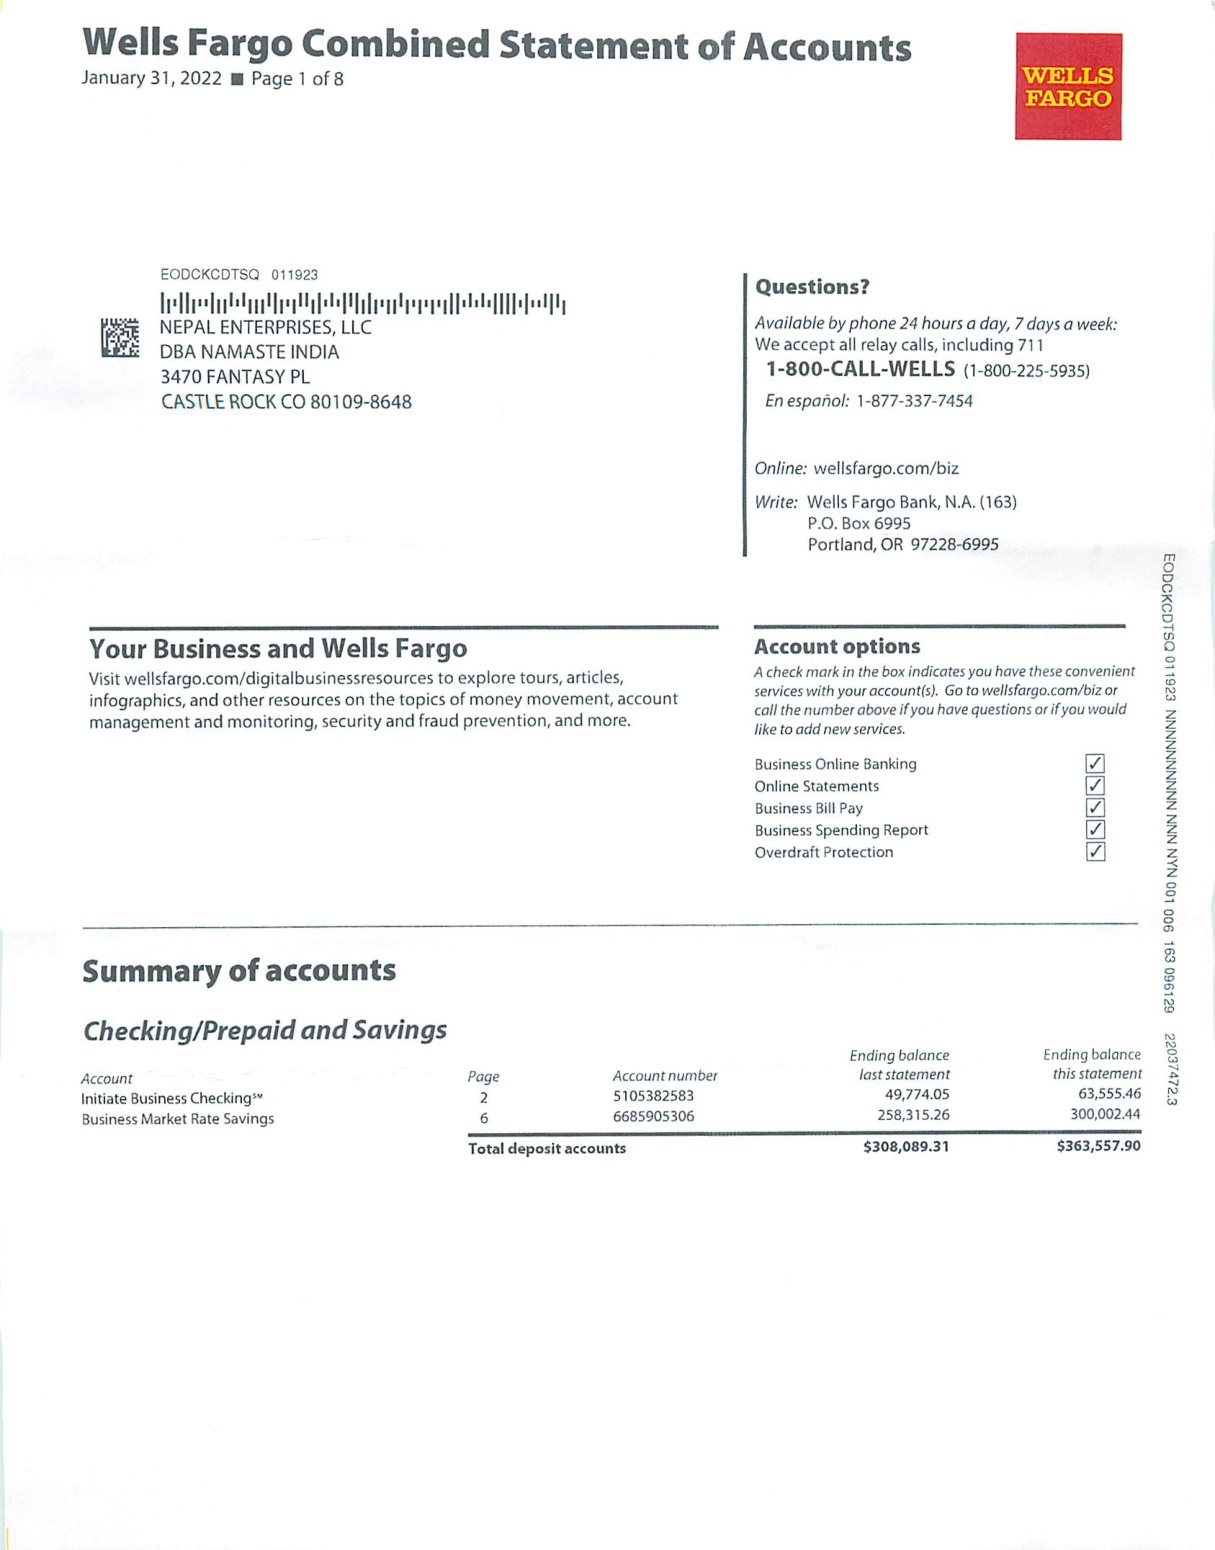 Wells Fargo Combined Statement of Accounts
January 31, 2022 ■ Page 1 of 8
WELLS
FARGO
EODCKCDTSQ 011923
NEPAL ENTERPRISES, LLC
DBA NAMASTE INDIA
3470 FANTASY PL
CASTLE ROCK CO 80109-8648
Questions?
Available by phone 24 hours a day, 7 days a week:
We accept all relay calls, including 711
1-800-CALL-WELLS (1-800-225-5935)
En español: 1-877-337-7454
Online: wellsfargo.com/biz
Write: Wells Fargo Bank, N.A. (163)
P.O. Box 6995
Portland, OR 97228-6995
Your Business and Wells Fargo
Visit wellsfargo.com/digitalbusinessresources to explore tours, articles,
infographics, and other resources on the topics of money movement, account
management and monitoring, security and fraud prevention, and more.
Account options
A check mark in the box indicates you have these convenient
services with your account(s). Go to wellsfargo.com/biz or
call the number above if you have questions or if you would
like to add new services.
Business Online Banking ✓
Online Statements ✓
Business Bill Pay ✓
Business Spending Report ✓
Overdraft Protection ✓
EODCKCDTSQ 011923 NNNNNNNNNN NNN NYN 001 006 163 096129 22037472.3
Summary of accounts
Checking/Prepaid and Savings
Ending balance Ending balance
Account Page Account number last statement this statement
Initiate Business Checking℠ 2 5105382583 49,774.05 63,555.46
Business Market Rate Savings 6 6685905306 258,315.26 300,002.44
Total deposit accounts $308,089.31 $363,557.90